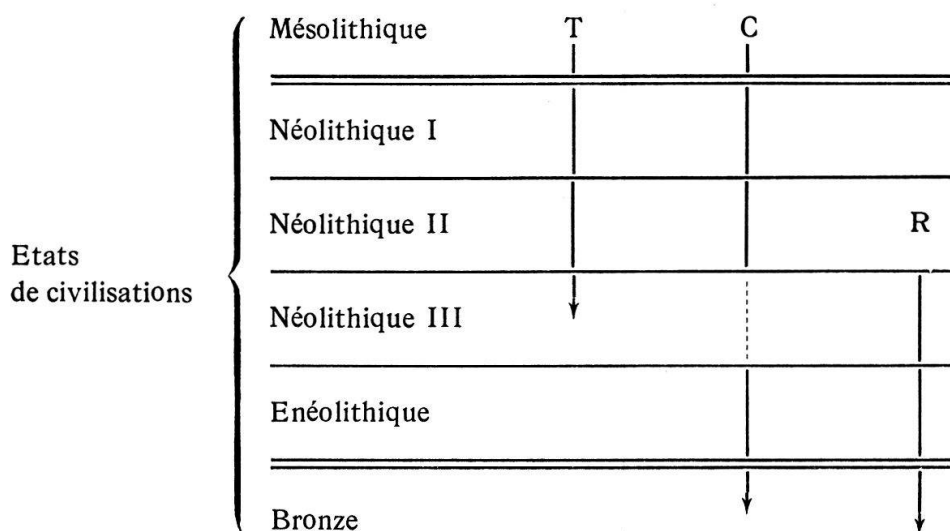 Mésolithique T C
Néolithique I
Néolithique II R
Etats
de civilisations
Néolithique III
Enéolithique
Bronze